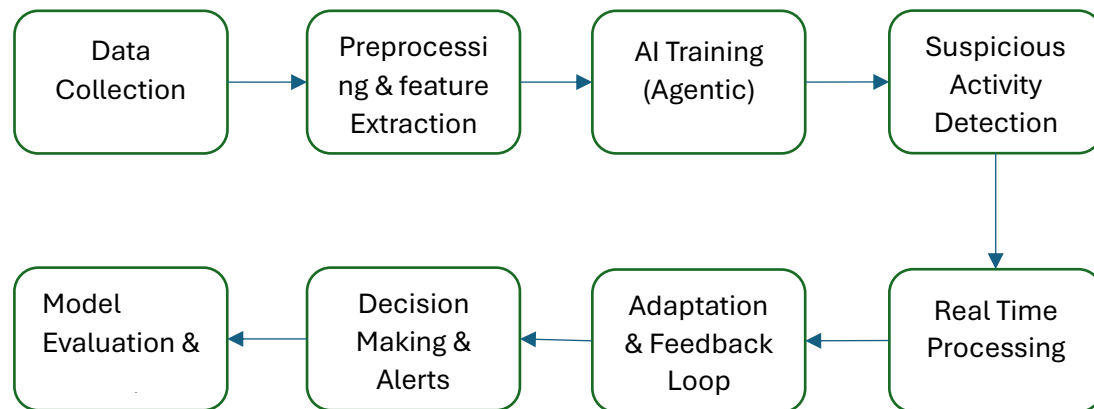 Data
Collection
Preprocessi
ng & feature
Extraction
AI Training
(Agentic)
Suspicious
Activity
Detection
Real Time
Processing
Adaptation
& Feedback
Loop
Decision
Making &
Alerts
Model
Evaluation &